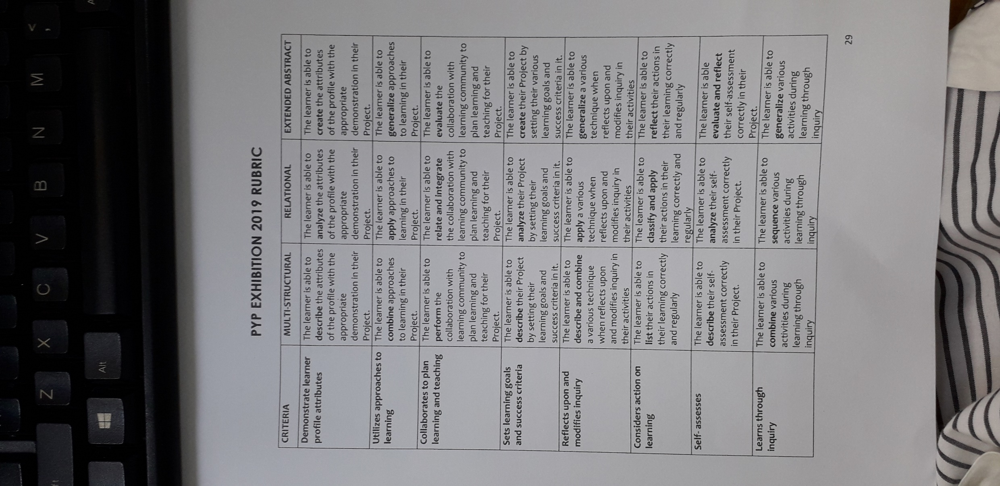 PYP EXHIBITION 2019 RUBRIC
CRITERIA
MULTI-STRUCTURAL
RELATIONAL
EXTENDED ABSTRACT
Demonstrate learner
profile attributes
The learner is able to
describe the attributes
of the profile with the
appropriate
demonstration in their
Project.
The learner is able to
analyze the attributes
of the profile with the
appropriate
demonstration in their
Project.
The learner is able to
create the attributes
of the profile with the
appropriate
demonstration in their
Project.
Utilizes approaches to
learning
The learner is able to
combine approaches
to learning in their
Project.
The learner is able to
apply approaches to
learning in their
Project.
The learner is able to
generalize approaches
to learning in their
Project.
Collaborates to plan
learning and teaching
The learner is able to
perform the
collaboration with
learning community to
plan learning and
teaching for their
Project.
The learner is able to
relate and integrate
the collaboration with
learning community to
plan learning and
teaching for their
Project.
The learner is able to
evaluate the
collaboration with
learning community to
plan learning and
teaching for their
Project.
Sets learning goals
and success criteria
The learner is able to
describe their Project
by setting their
learning goals and
success criteria in it.
The learner is able to
analyze their Project
by setting their
learning goals and
success criteria in it.
The learner is able to
create their Project by
setting their various
learning goals and
success criteria in it.
Reflects upon and
modifies inquiry
The learner is able to
describe and combine
a various technique
when reflects upon
and modifies inquiry in
their activities
The learner is able to
apply a various
technique when
reflects upon and
modifies inquiry in
their activities
The learner is able to
generalize a various
technique when
reflects upon and
modifies inquiry in
their activities
Considers action on
learning
The learner is able to
list their actions in
their learning correctly
and regularly
The learner is able to
classify and apply
their actions in their
learning correctly and
regularly
The learner is able to
reflect their actions in
their learning correctly
and regularly
Self- assesses
The learner is able to
describe their self-
assessment correctly
in their Project.
The learner is able to
analyze their self-
assessment correctly
in their Project.
The learner is able
evaluate and reflect
their self-assessment
correctly in their
Project.
Learns through
inquiry
The learner is able to
combine various
activities during
learning through
inquiry
The learner is able to
sequence various
activities during
learning through
inquiry
The learner is able to
generalize various
activities during
learning through
inquiry
29
Z
X
C
V
B
N
M
<
,
Alt